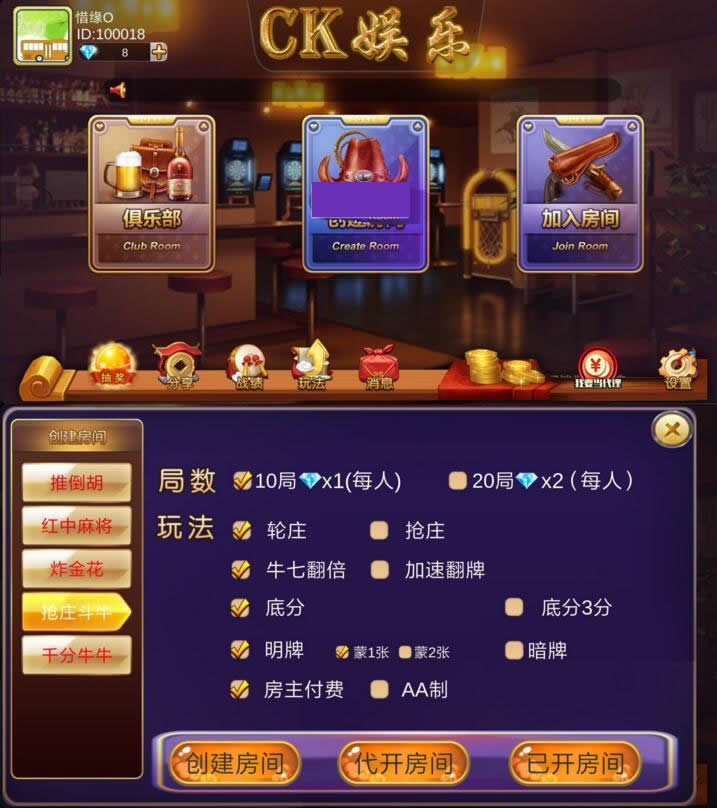 惜缘O
ID:100018
8
CK娱乐
俱乐部
Club Room
Create Room
加入房间
Join Room
抽奖
分享
战绩
玩法
消息
我要当代理
设置
创建房间
推倒胡
红中麻将
炸金花
抢庄斗牛
千分牛牛
局数 10局 x1(每人) 20局 x2(每人)
玩法 轮庄 抢庄
牛七翻倍 加速翻牌
底分 底分3分
明牌 蒙1张 蒙2张 暗牌
房主付费 AA制
创建房间 代开房间 已开房间